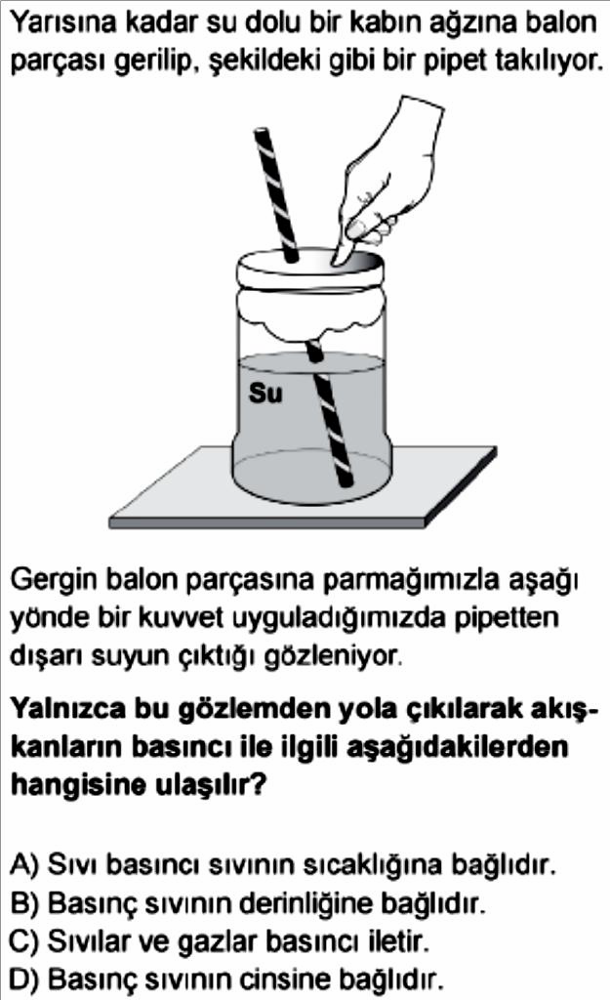 Yarısına kadar su dolu bir kabın ağzına balon
parçası gerilip, şekildeki gibi bir pipet takılıyor.
Su
Gergin balon parçasına parmağımızla aşağı
yönde bir kuvvet uyguladığımızda pipetten
dışarı suyun çıktığı gözleniyor.
Yalnızca bu gözlemden yola çıkılarak akış-
kanların basıncı ile ilgili aşağıdakilerden
hangisine ulaşılır?
A) Sıvı basıncı sıvının sıcaklığına bağlıdır.
B) Basınç sıvının derinliğine bağlıdır.
C) Sıvılar ve gazlar basıncı iletir.
D) Basınç sıvının cinsine bağlıdır.